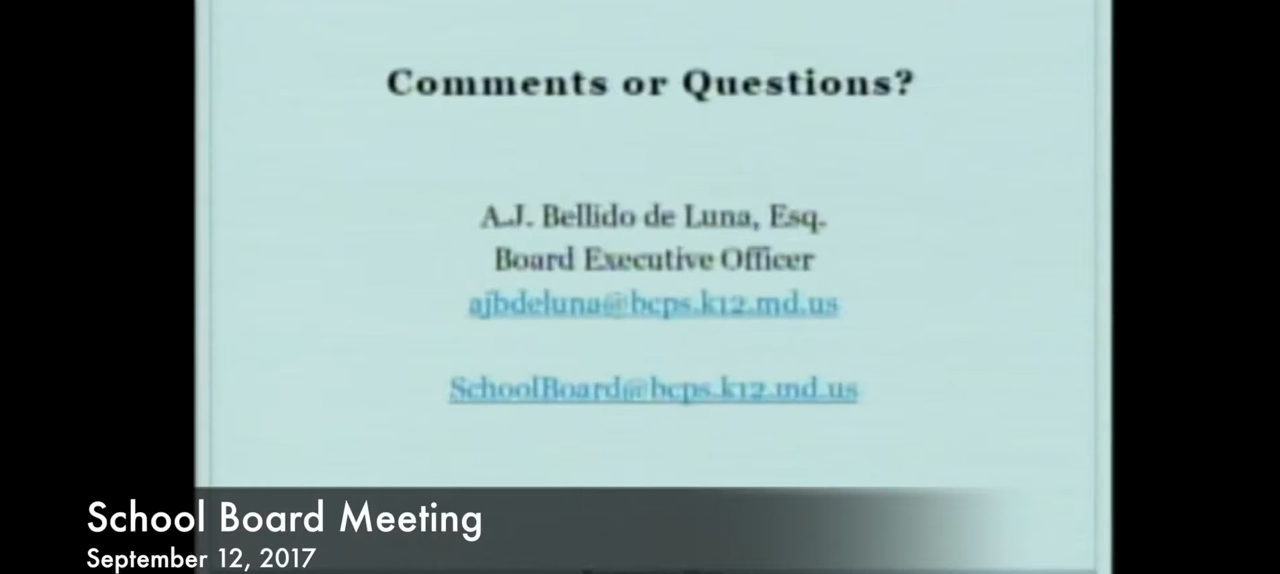 Comments or Questions?
A.J. Bellido de Luna, Esq.
Board Executive Officer
ajbdeluna@bcps.k12.md.us
SchoolBoard@bcps.k12.md.us
School Board Meeting
September 12, 2017